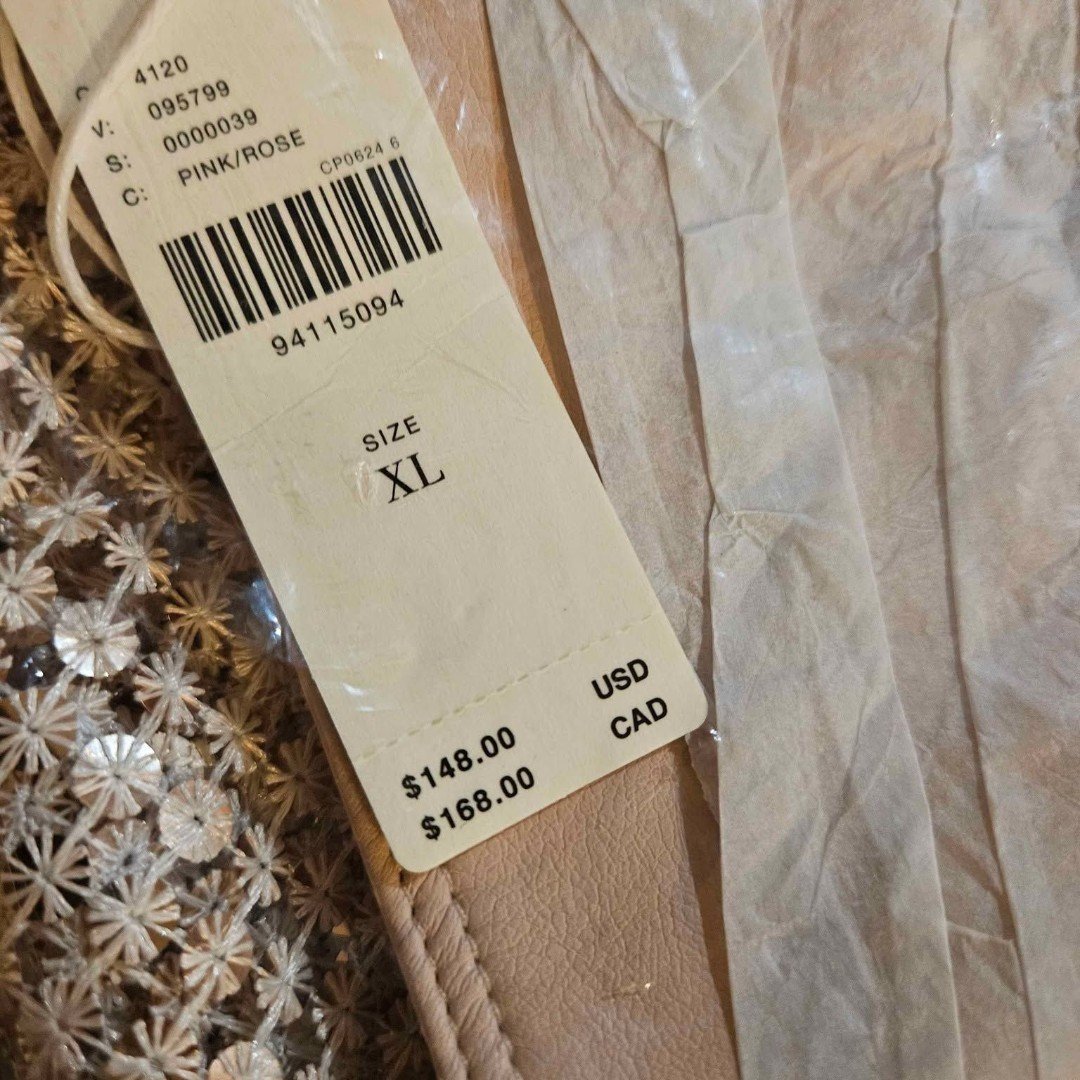 4120
V: 095799
S: 0000039
C: PINK/ROSE
CP0624 6
94115094
SIZE
XL
$148.00 USD
$168.00 CAD